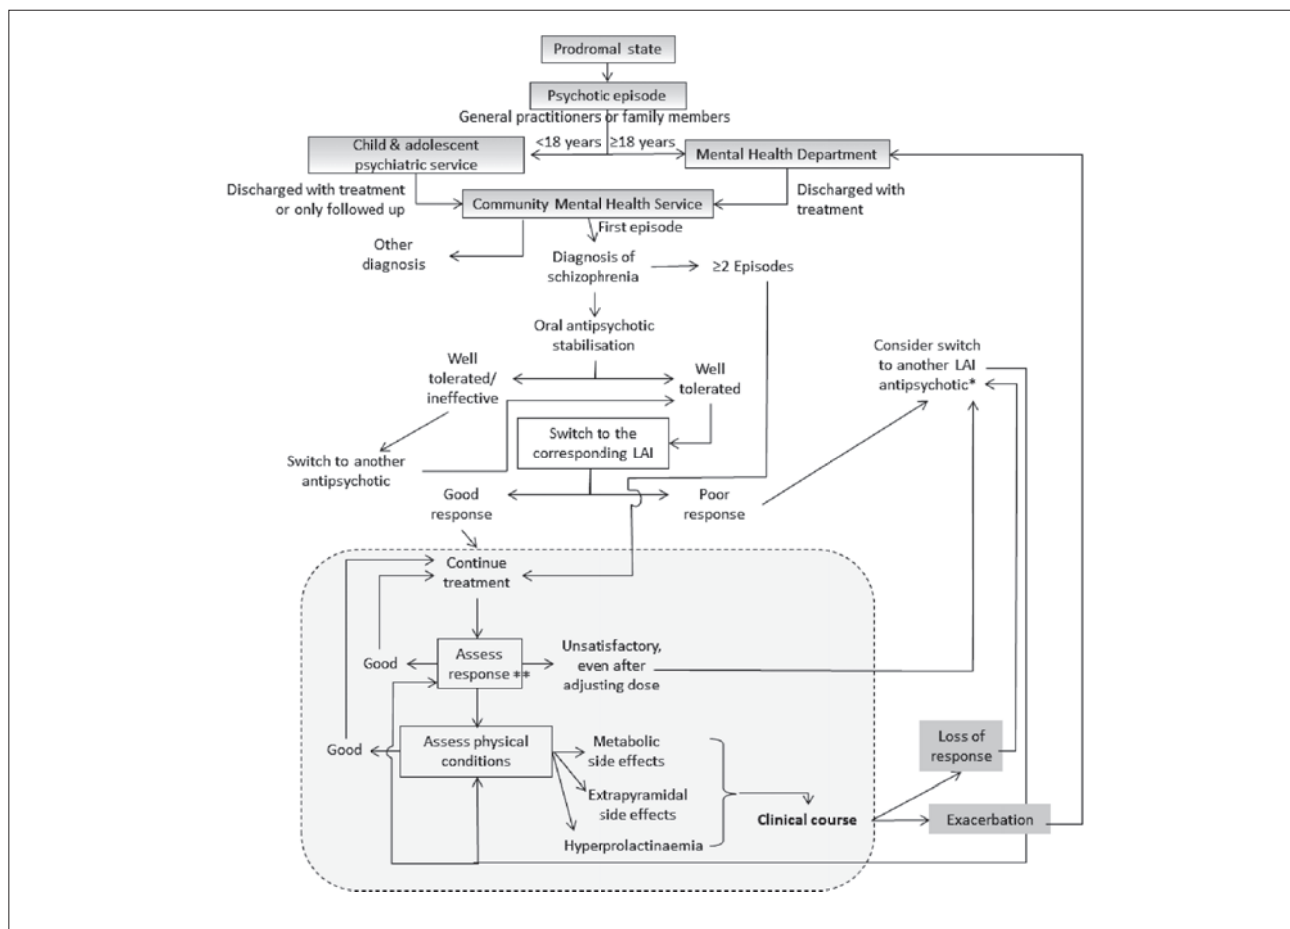 Prodromal state
Psychotic episode
General practitioners or family members
<18 years ≥18 years
Child & adolescent
psychiatric service
Mental Health Department
Discharged with treatment
or only followed up
Discharged with
treatment
Community Mental Health Service
First episode
Other
diagnosis
Diagnosis of
schizophrenia
≥2 Episodes
Oral antipsychotic
stabilisation
Consider switch
to another LAI
antipsychotic*
Well
tolerated/
ineffective
Well
tolerated
Switch to the
corresponding LAI
Switch to another
antipsychotic
Good
response
Poor
response
Continue
treatment
Good
Assess
response **
Unsatisfactory,
even after
adjusting dose
Good
Assess physical
conditions
Metabolic
side effects
Extrapyramidal
side effects
Hyperprolactinaemia
Clinical course
Loss of
response
Exacerbation